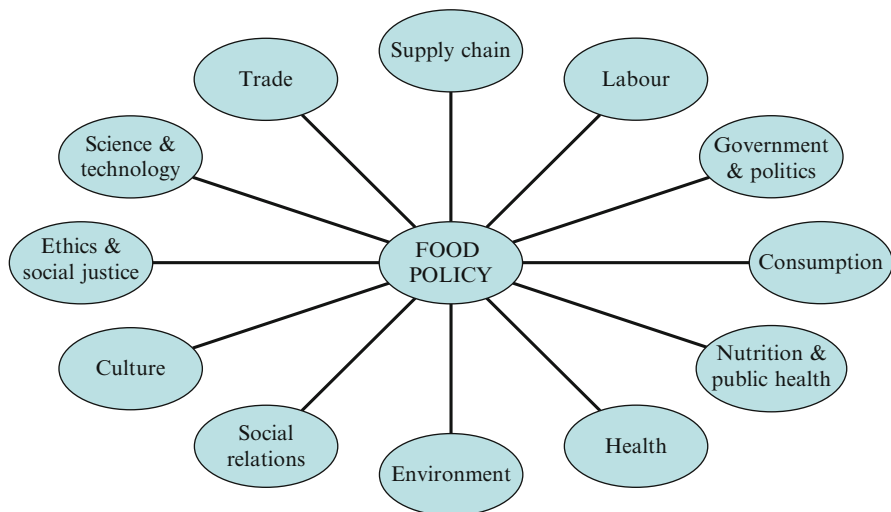 Supply chain
Trade
Labour
Science &
technology
Government
& politics
Ethics &
social justice
FOOD
POLICY
Consumption
Culture
Nutrition &
public health
Social
relations
Environment
Health